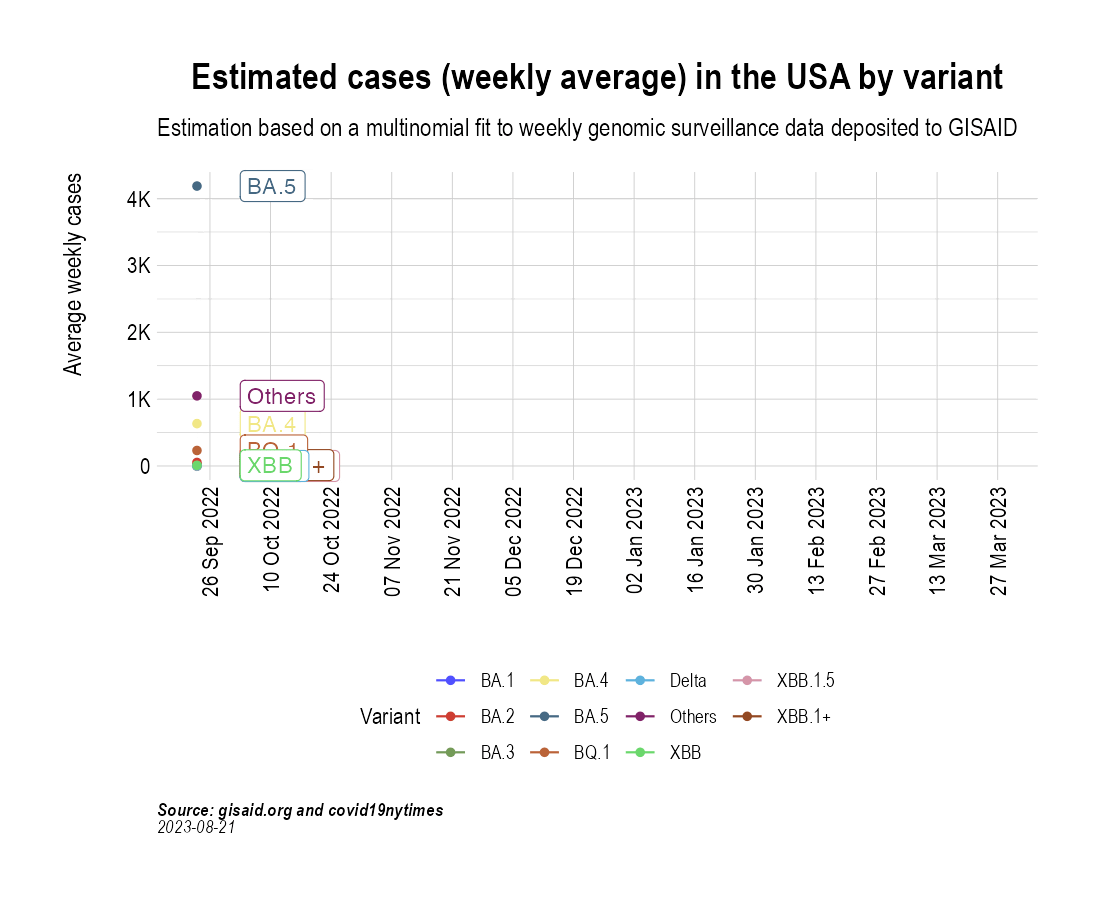 Estimated cases (weekly average) in the USA by variant
Estimation based on a multinomial fit to weekly genomic surveillance data deposited to GISAID
Average weekly cases
4K
3K
2K
1K
0
BA.5
Others
BA.4
BQ.1
XBB
+
26 Sep 2022
10 Oct 2022
24 Oct 2022
07 Nov 2022
21 Nov 2022
05 Dec 2022
19 Dec 2022
02 Jan 2023
16 Jan 2023
30 Jan 2023
13 Feb 2023
27 Feb 2023
13 Mar 2023
27 Mar 2023
Variant
BA.1 BA.4 Delta XBB.1.5
BA.2 BA.5 Others XBB.1+
BA.3 BQ.1 XBB
Source: gisaid.org and covid19nytimes
2023-08-21